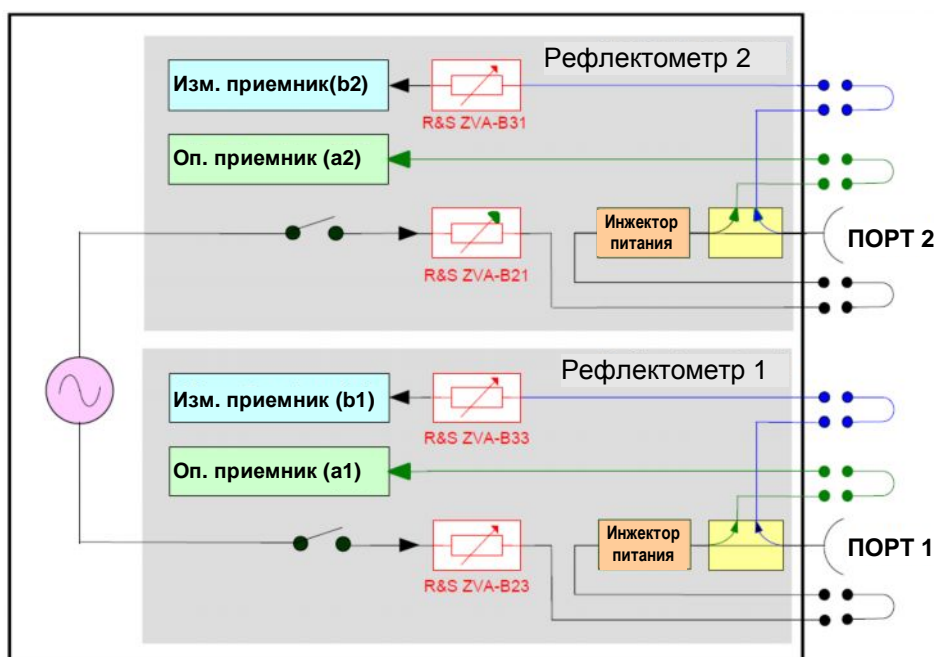 Рефлектометр 2
Изм. приемник(b2)
R&S ZVA-B31
Оп. приемник (a2)
Инжектор
питания
ПОРТ 2
R&S ZVA-B21
Рефлектометр 1
Изм. приемник (b1)
R&S ZVA-B33
Оп. приемник (a1)
Инжектор
питания
ПОРТ 1
R&S ZVA-B23